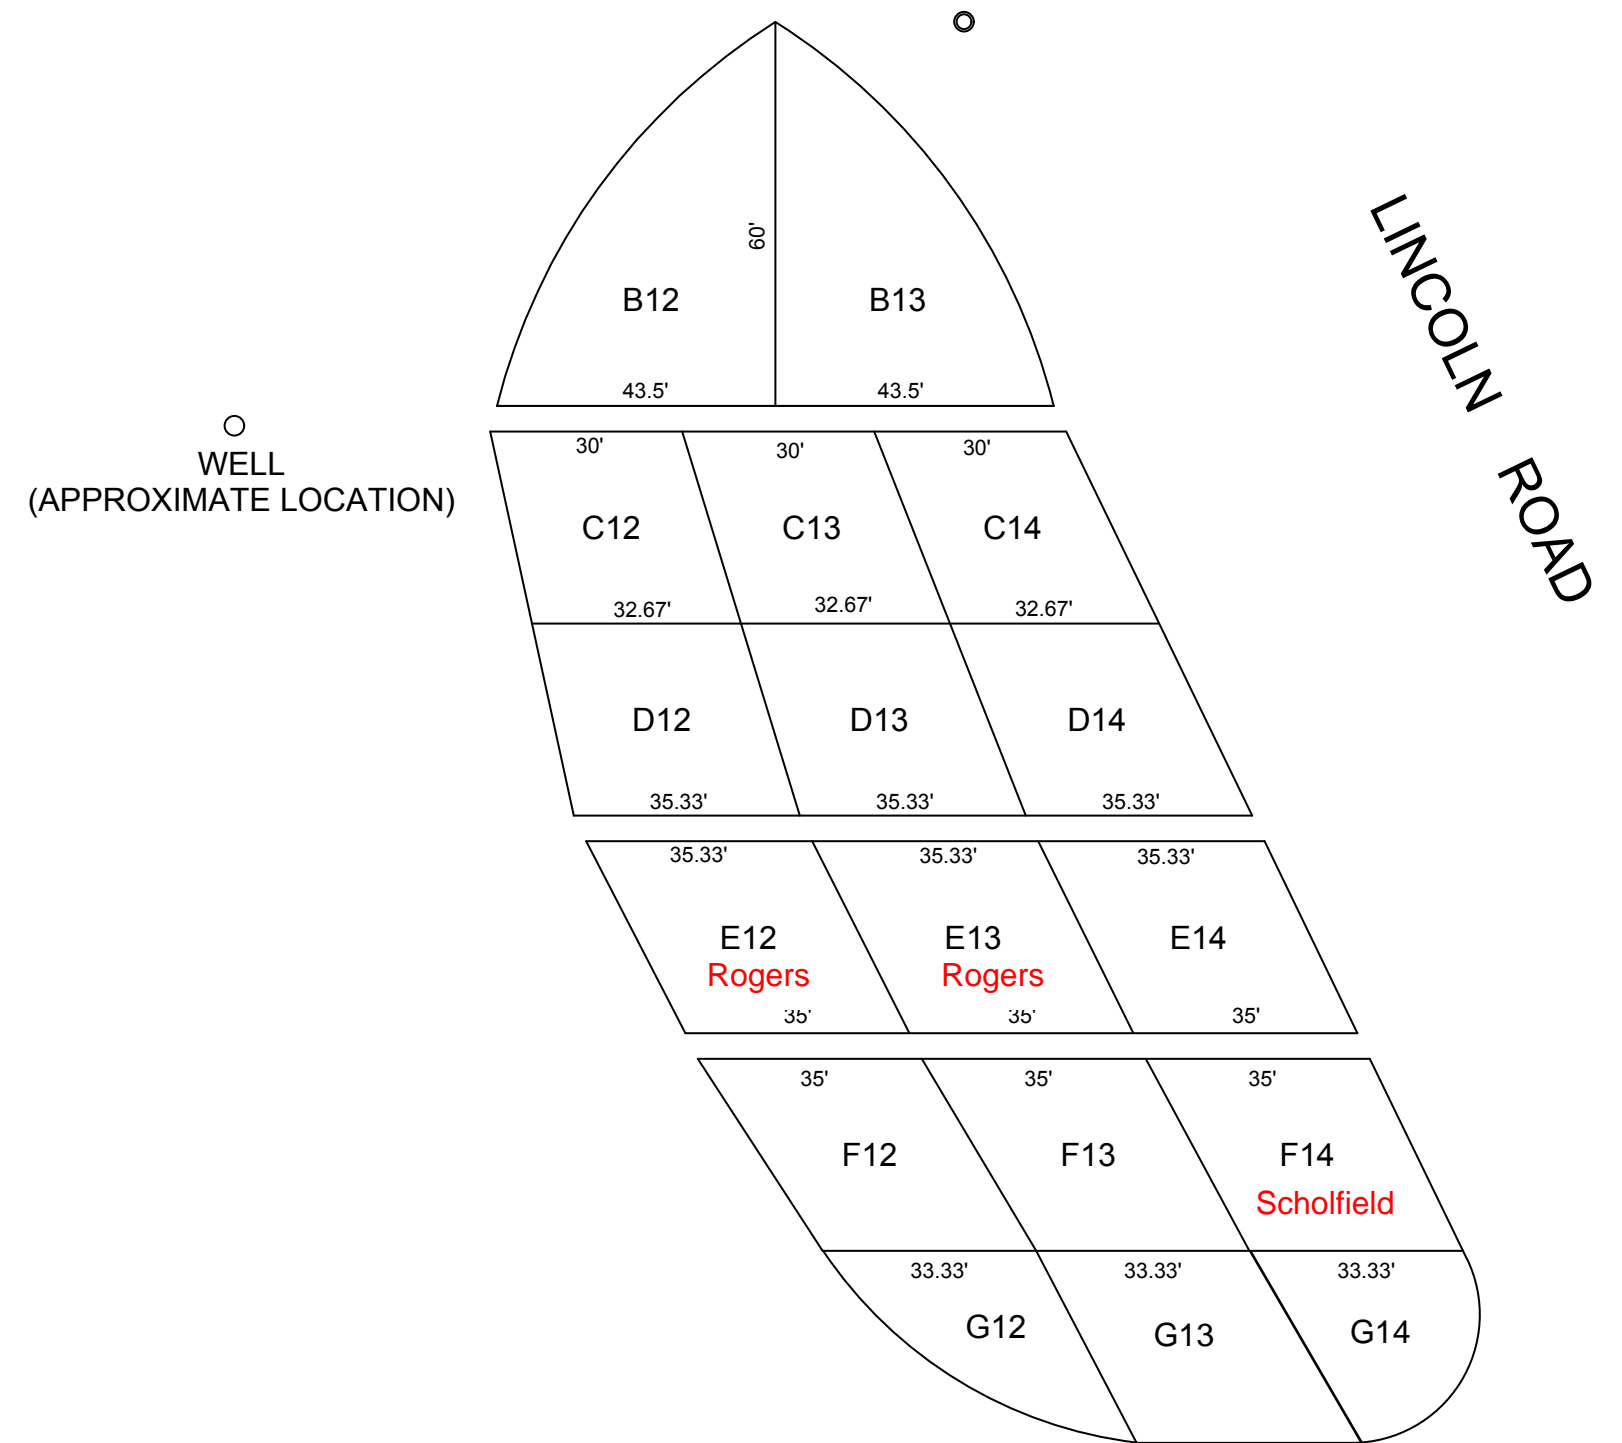 LINCOLN ROAD
60'
B12
B13
43.5'
43.5'
WELL
(APPROXIMATE LOCATION)
30'
30'
30'
C12
C13
C14
32.67'
32.67'
32.67'
D12
D13
D14
35.33'
35.33'
35.33'
35.33'
35.33'
35.33'
E12
E13
E14
Rogers
Rogers
35'
35'
35'
35'
35'
35'
F12
F13
F14
Scholfield
33.33'
33.33'
33.33'
G12
G13
G14